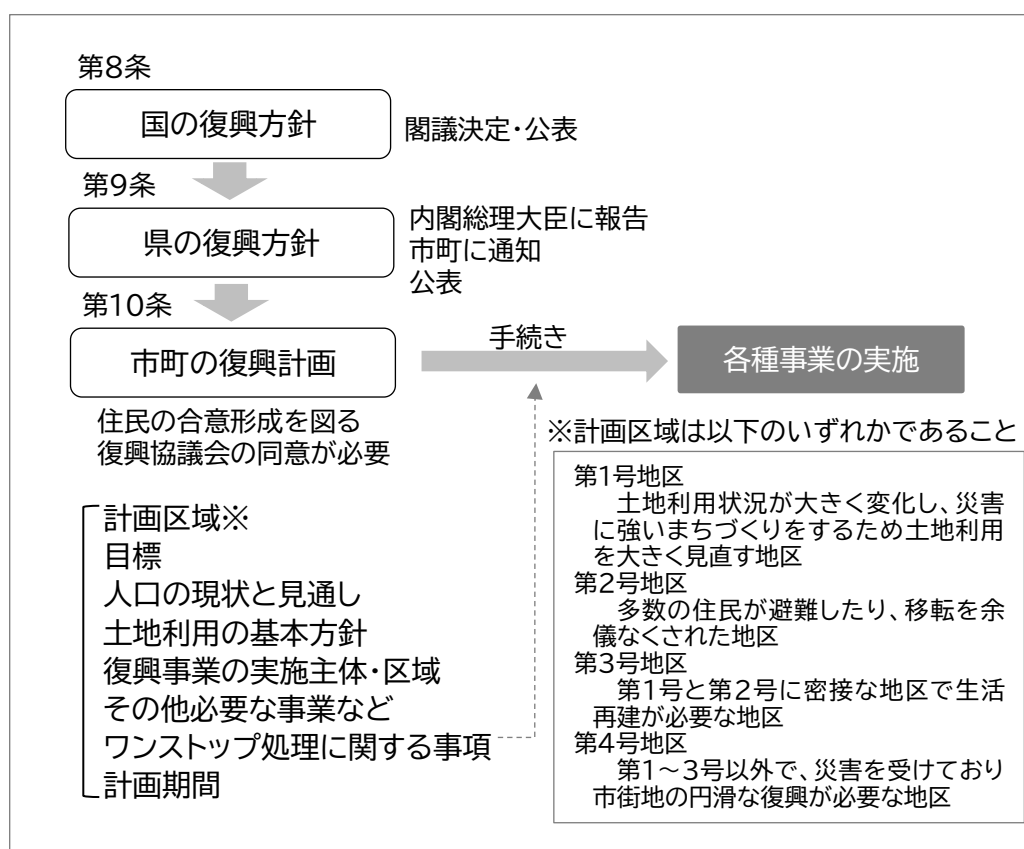 第8条
国の復興方針
閣議決定・公表
第9条
県の復興方針
内閣総理大臣に報告
市町に通知
公表
第10条
市町の復興計画
手続き
各種事業の実施
住民の合意形成を図る
復興協議会の同意が必要
計画区域※
目標
人口の現状と見通し
土地利用の基本方針
復興事業の実施主体・区域
その他必要な事業など
ワンストップ処理に関する事項
計画期間
※計画区域は以下のいずれかであること
第1号地区
土地利用状況が大きく変化し、災害
に強いまちづくりをするため土地利用
を大きく見直す地区
第2号地区
多数の住民が避難したり、移転を余
儀なくされた地区
第3号地区
第1号と第2号に密接な地区で生活
再建が必要な地区
第4号地区
第1～3号以外で、災害を受けており
市街地の円滑な復興が必要な地区